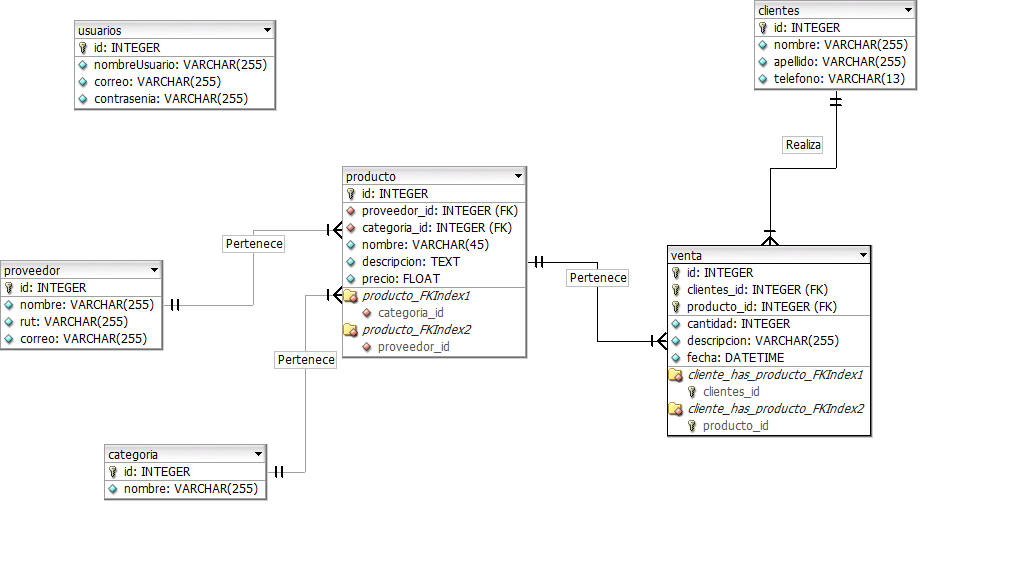 usuarios
id: INTEGER
nombreUsuario: VARCHAR(255)
correo: VARCHAR(255)
contrasenia: VARCHAR(255)
clientes
id: INTEGER
nombre: VARCHAR(255)
apellido: VARCHAR(255)
telefono: VARCHAR(13)
Realiza
producto
id: INTEGER
proveedor_id: INTEGER (FK)
categoria_id: INTEGER (FK)
nombre: VARCHAR(45)
descripcion: TEXT
precio: FLOAT
producto_FKIndex1
categoria_id
producto_FKIndex2
proveedor_id
Pertenece
proveedor
id: INTEGER
nombre: VARCHAR(255)
rut: VARCHAR(255)
correo: VARCHAR(255)
Pertenece
venta
id: INTEGER
clientes_id: INTEGER (FK)
producto_id: INTEGER (FK)
cantidad: INTEGER
descripcion: VARCHAR(255)
fecha: DATETIME
cliente_has_producto_FKIndex1
clientes_id
cliente_has_producto_FKIndex2
producto_id
Pertenece
categoria
id: INTEGER
nombre: VARCHAR(255)